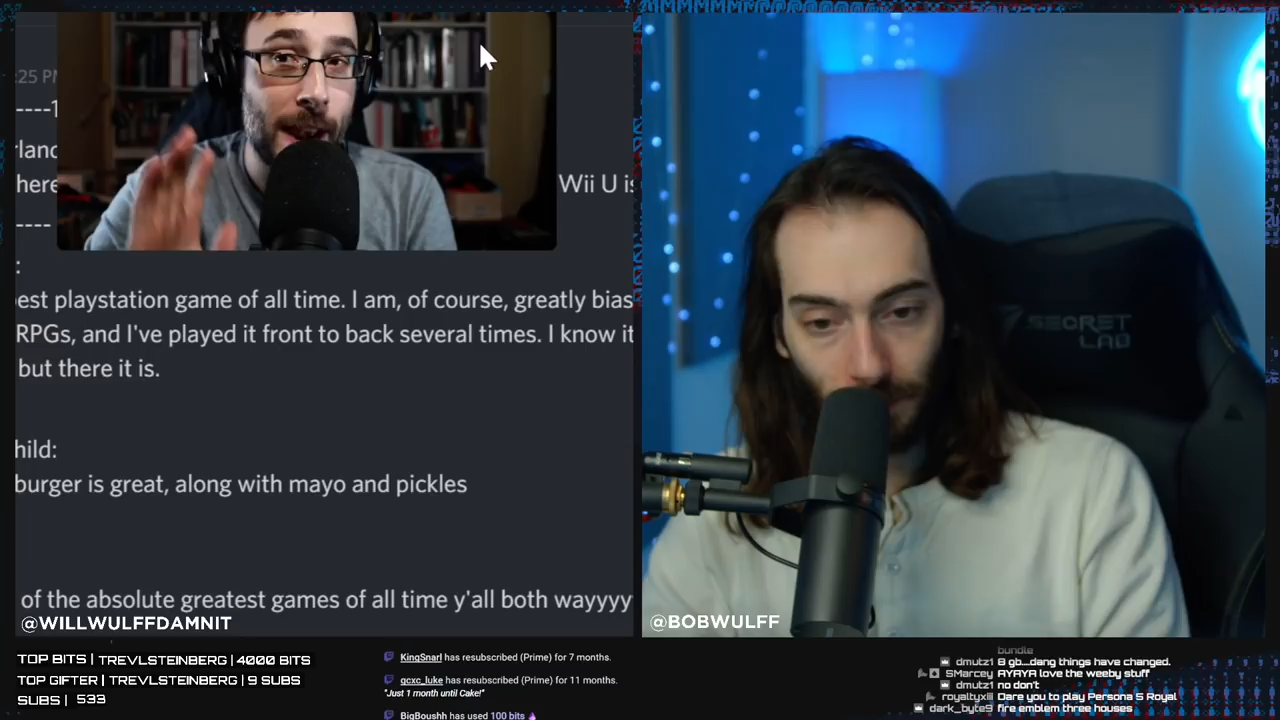 :25 PM
----1
rland
here
Wii U is
----
:
est playstation game of all time. I am, of course, greatly bias
RPGs, and I've played it front to back several times. I know it
but there it is.
hild:
burger is great, along with mayo and pickles
of the absolute greatest games of all time y'all both wayyyy
@WILLWULFFDAMNIT
SECRET
LAB
@BOBWULFF
TOP BITS | TREVLSTEINBERG | 4000 BITS
TOP GIFTER | TREVLSTEINBERG | 9 SUBS
SUBS | 533
KingSnarl has resubscribed (Prime) for 7 months.
gcxc_luke has resubscribed (Prime) for 11 months.
"Just 1 month until Cake!"
BigBoushh has used 100 bits
bundle
dmutz1 8 gb...dang things have changed.
SMarcey AYAYA love the weeby stuff
dmutz1 no don't
royaltyxiii Dare you to play Persona 5 Royal
dark_byte9 fire emblem three houses